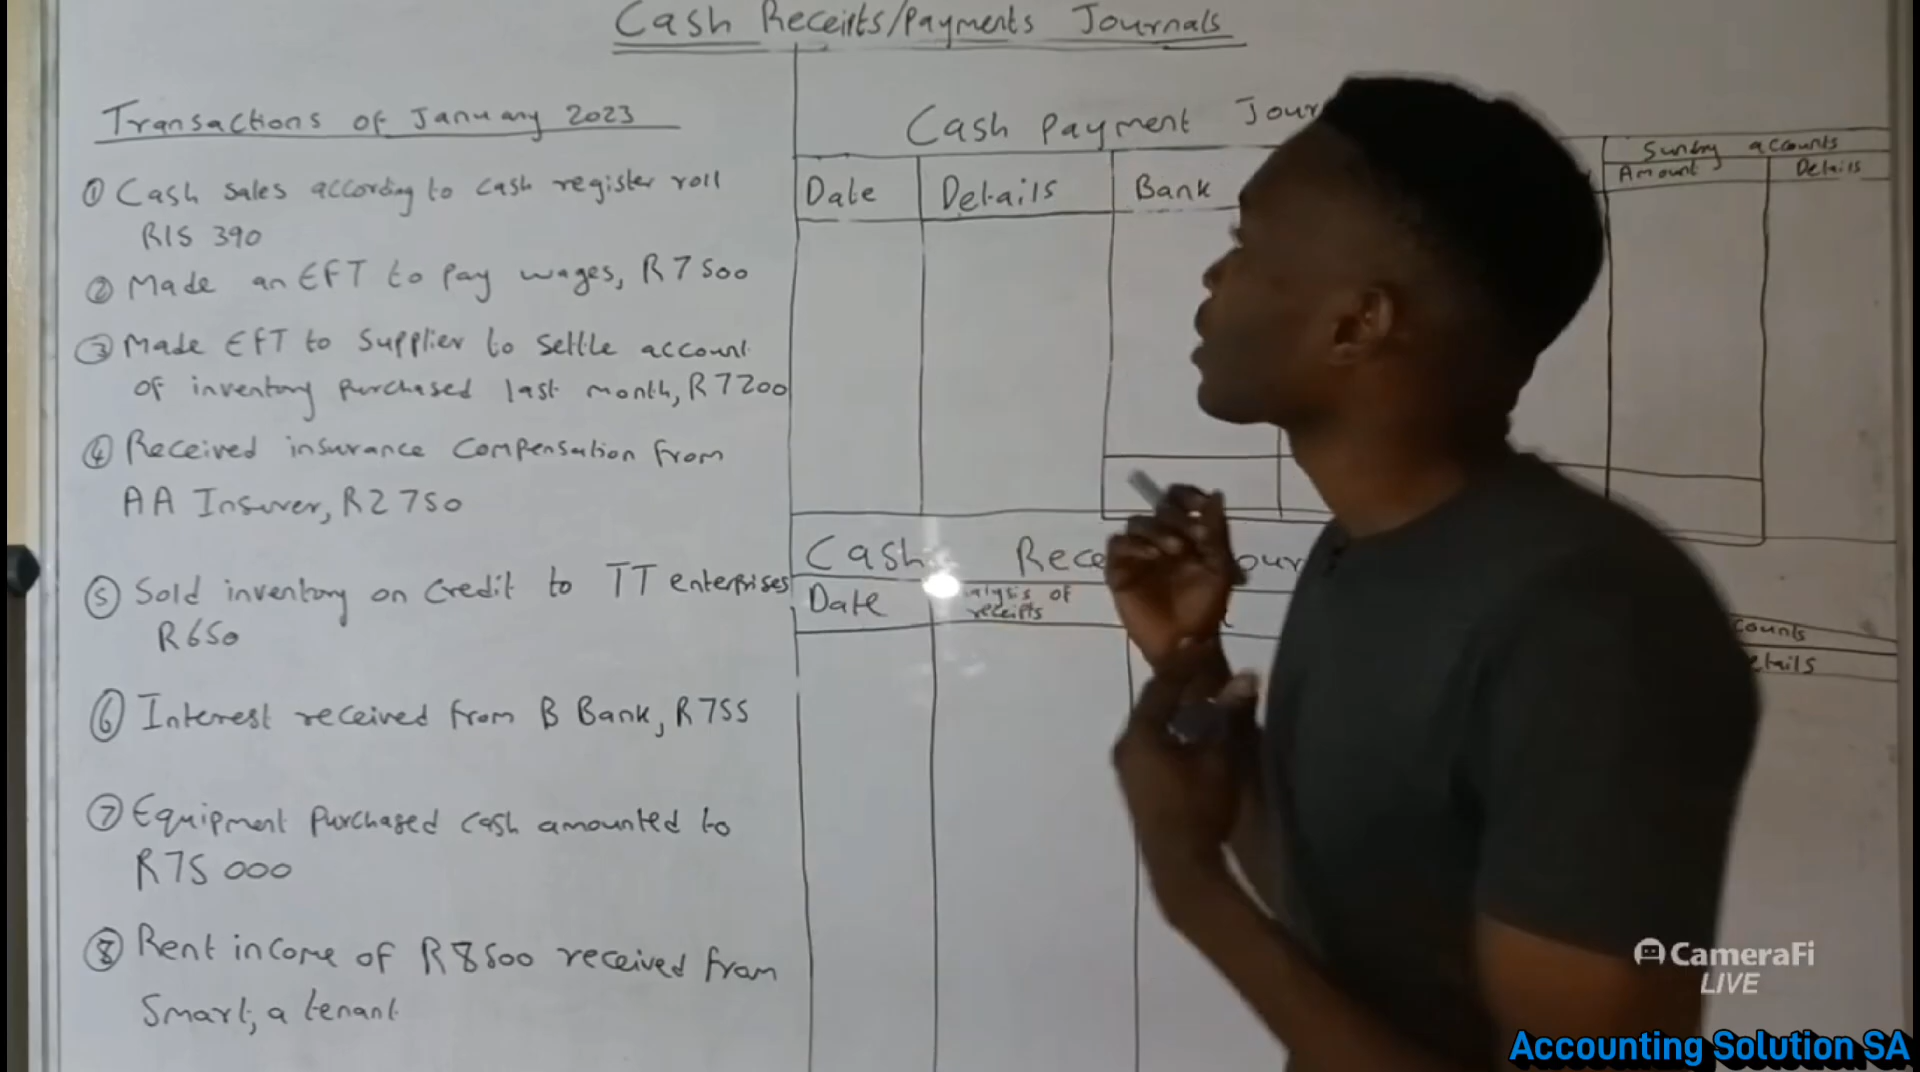 Cash Receipts/Payments Journals
Transactions of January 2023
① Cash sales according to cash register roll
R15 390
② Made an EFT to pay wages, R7 500
③ Made EFT to supplier to settle account
of inventory purchased last month, R7200
④ Received insurance compensation from
AA Insurer, R2 750
⑤ Sold inventory on credit to TT enterprises
R650
⑥ Interest received from B Bank, R755
⑦ Equipment purchased cash amounted to
R75 000
⑧ Rent income of R8500 received from
Smart, a tenant
Cash Payment Jour
Sundry accounts
Date Details Bank Amount Details
Cash Rece our
Date alysis of
receipts
counts
etails
CameraFi
LIVE
Accounting Solution SA